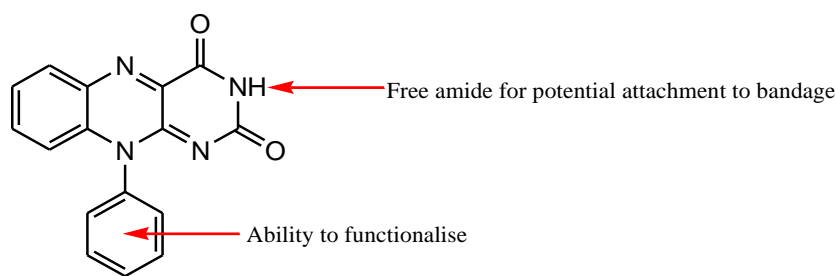 O
N
NH
Free amide for potential attachment to bandage
N
N
O
Ability to functionalise